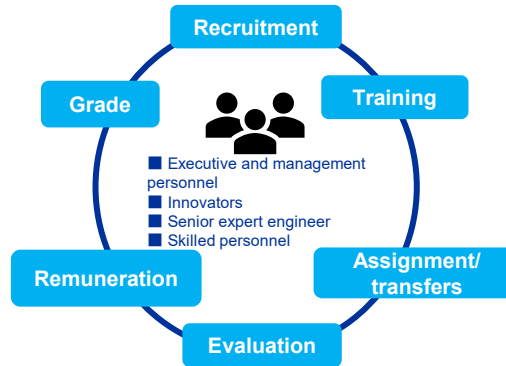 Recruitment
Grade
Training
■ Executive and management
personnel
■ Innovators
■ Senior expert engineer
■ Skilled personnel
Remuneration
Assignment/
transfers
Evaluation